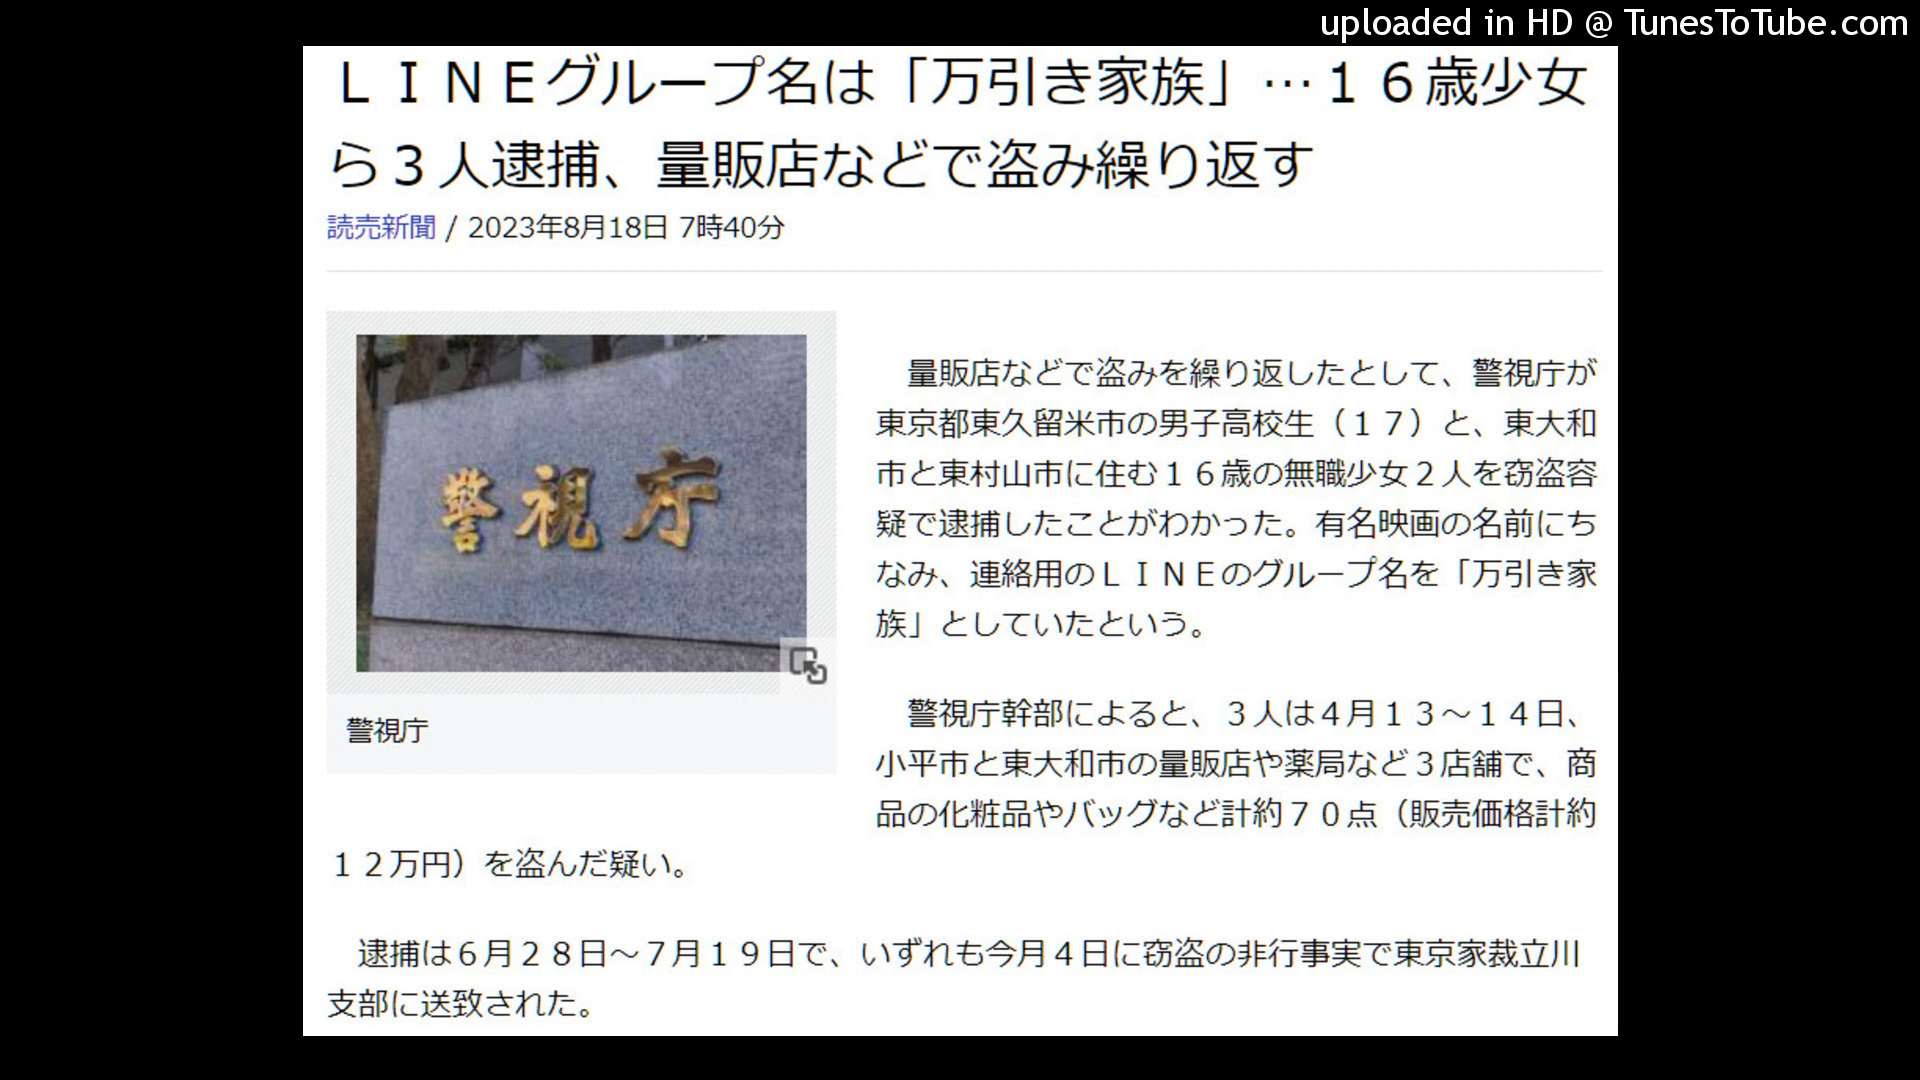 uploaded in HD @ TunesToTube.com
ＬＩＮＥグループ名は「万引き家族」…１６歳少女
ら３人逮捕、量販店などで盗み繰り返す
読売新聞 / 2023年8月18日 7時40分
警視庁
警視庁
　量販店などで盗みを繰り返したとして、警視庁が
東京都東久留米市の男子高校生（１７）と、東大和
市と東村山市に住む１６歳の無職少女２人を窃盗容
疑で逮捕したことがわかった。有名映画の名前にち
なみ、連絡用のＬＩＮＥのグループ名を「万引き家
族」としていたという。
　警視庁幹部によると、３人は４月１３～１４日、
小平市と東大和市の量販店や薬局など３店舗で、商
品の化粧品やバッグなど計約７０点（販売価格計約
１２万円）を盗んだ疑い。
　逮捕は６月２８日～７月１９日で、いずれも今月４日に窃盗の非行事実で東京家裁立川
支部に送致された。